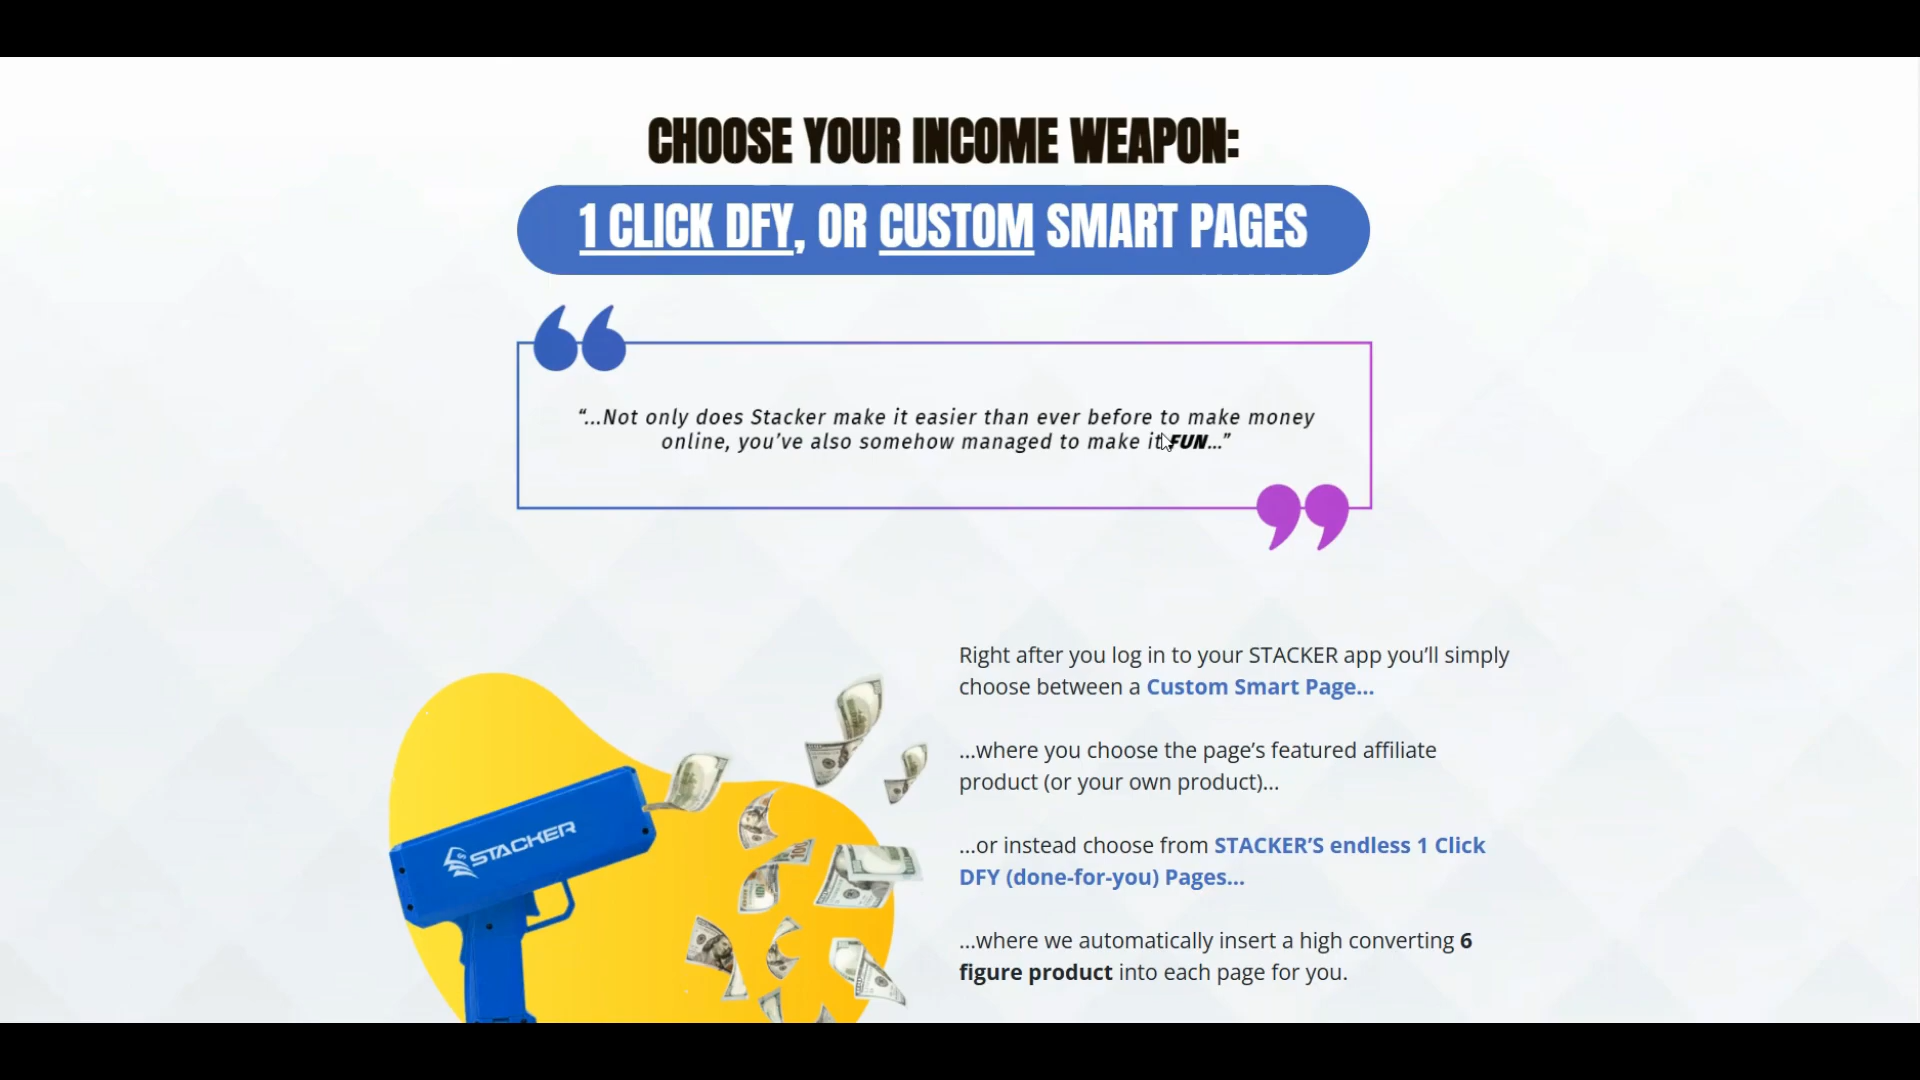 CHOOSE YOUR INCOME WEAPON:
1 CLICK DFY, OR CUSTOM SMART PAGES
“...Not only does Stacker make it easier than ever before to make money
online, you’ve also somehow managed to make it FUN...”
Right after you log in to your STACKER app you’ll simply
choose between a Custom Smart Page...
...where you choose the page’s featured affiliate
product (or your own product)...
...or instead choose from STACKER’S endless 1 Click
DFY (done-for-you) Pages...
...where we automatically insert a high converting 6
figure product into each page for you.
STACKER
100